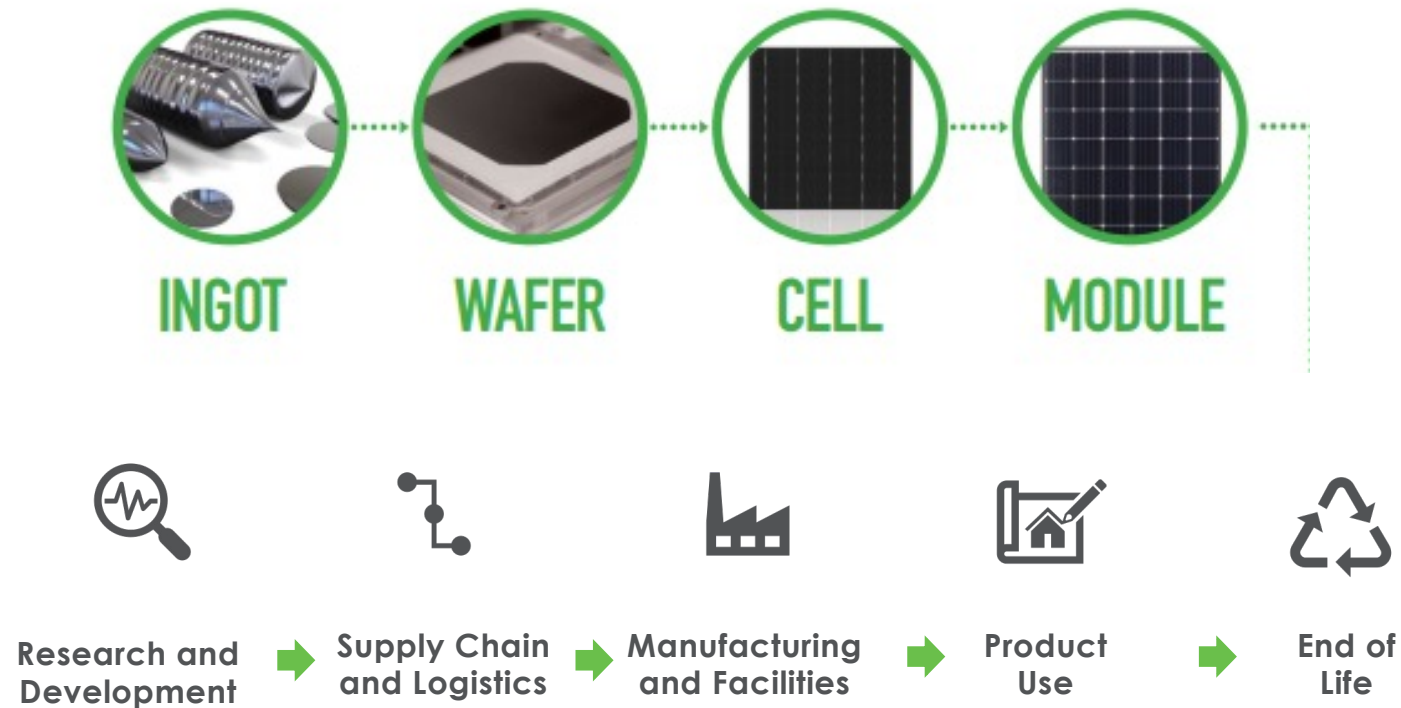 INGOT
WAFER
CELL
MODULE
Research and
Development
Supply Chain
and Logistics
Manufacturing
and Facilities
Product
Use
End of
Life